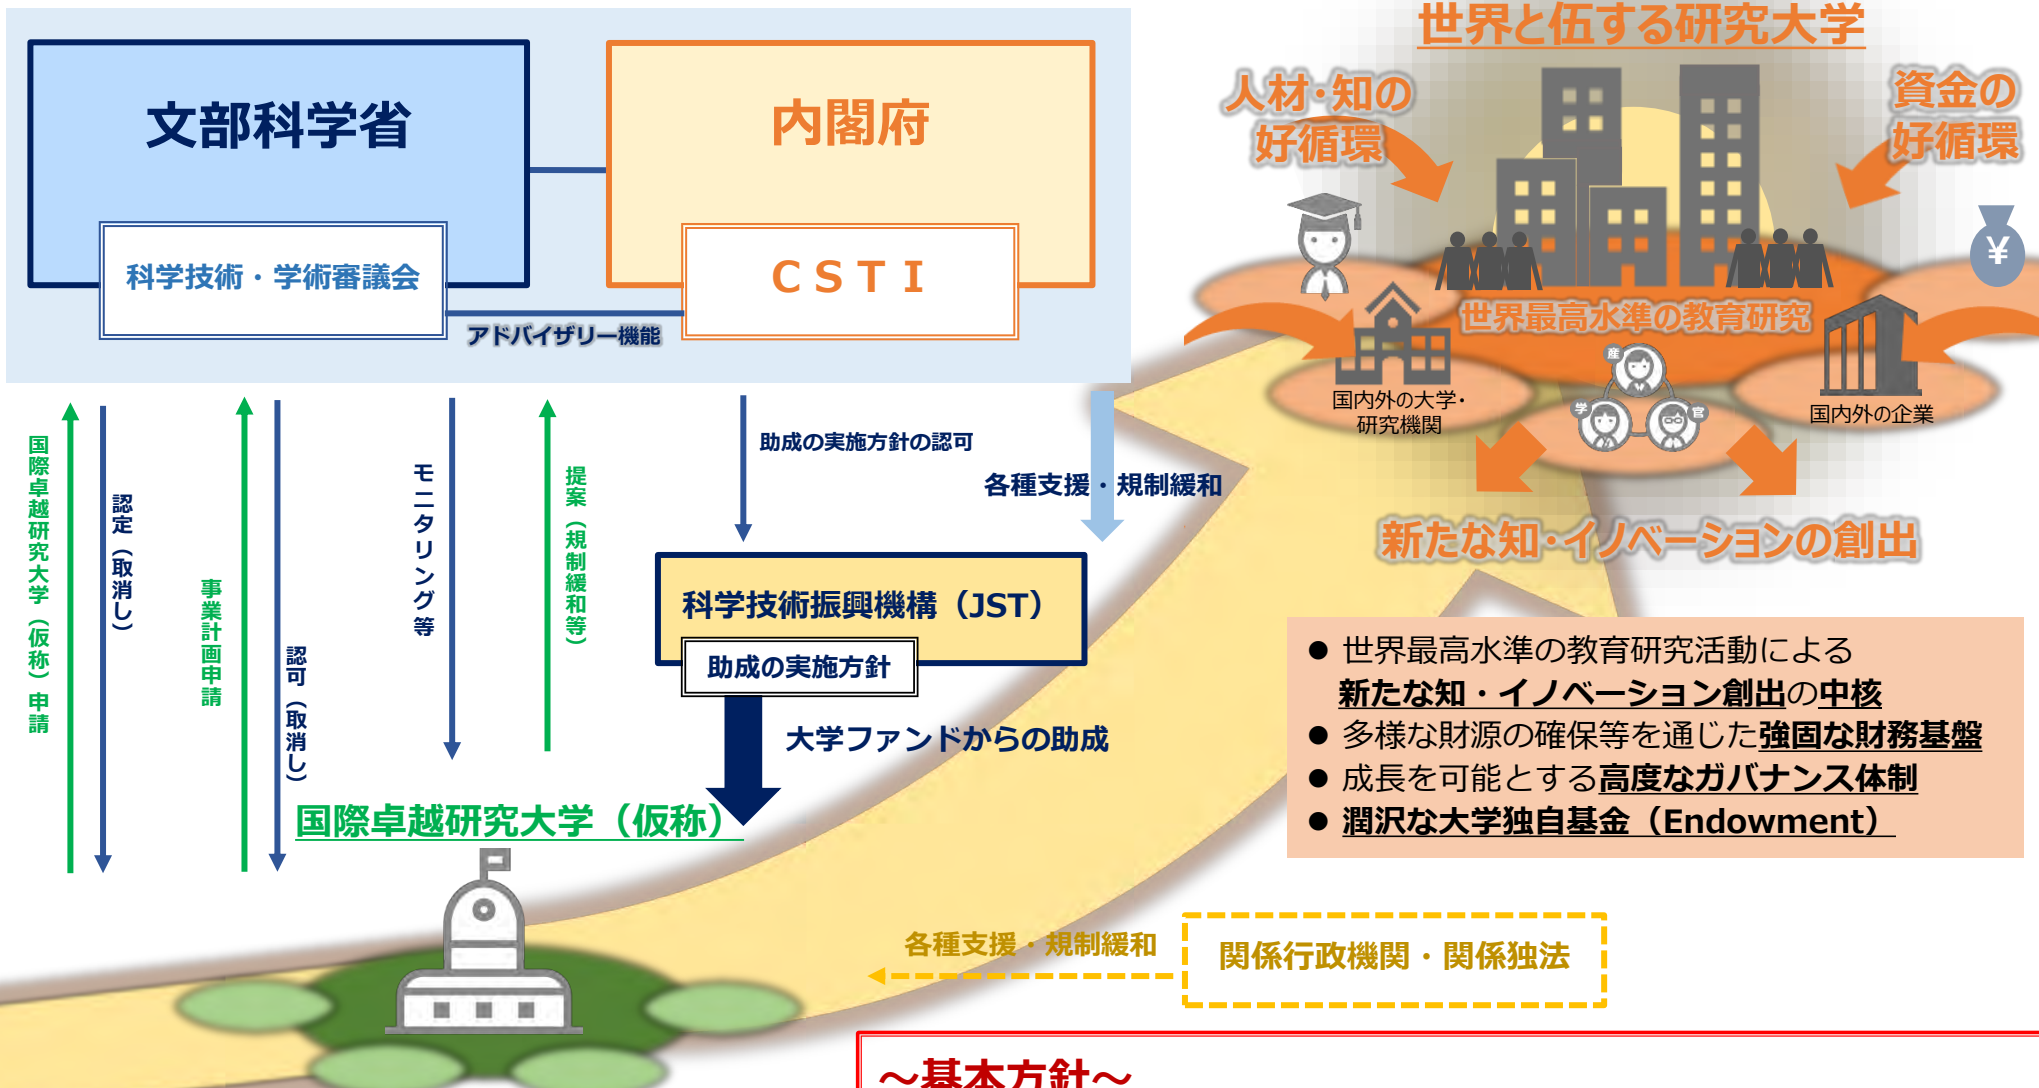 文部科学省
内閣府
科学技術・学術審議会
ＣＳＴＩ
アドバイザリー機能
世界と伍する研究大学
人材・知の
好循環
資金の
好循環
¥
世界最高水準の教育研究
産
学
官
国内外の大学・
研究機関
国内外の企業
新たな知・イノベーションの創出
国際卓越研究大学（仮称）申請
認定（取消し）
事業計画申請
認可（取消し）
モニタリング等
提案（規制緩和等）
助成の実施方針の認可
各種支援・規制緩和
科学技術振興機構（JST）
助成の実施方針
大学ファンドからの助成
国際卓越研究大学（仮称）
● 世界最高水準の教育研究活動による
新たな知・イノベーション創出の中核
● 多様な財源の確保等を通じた強固な財務基盤
● 成長を可能とする高度なガバナンス体制
● 潤沢な大学独自基金（Endowment）
各種支援・規制緩和
関係行政機関・関係独法
～基本方針～